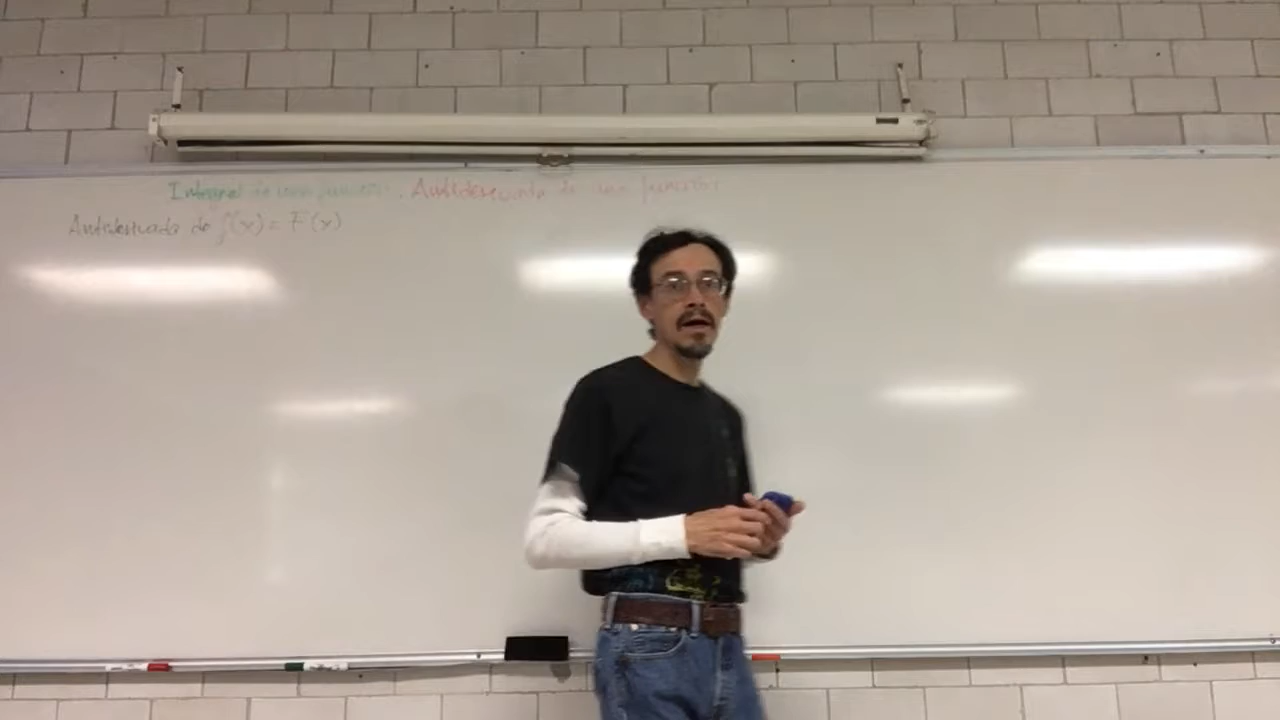 Integral de una función. Antiderivada de una función
Antiderivada de f(x) = F(x)